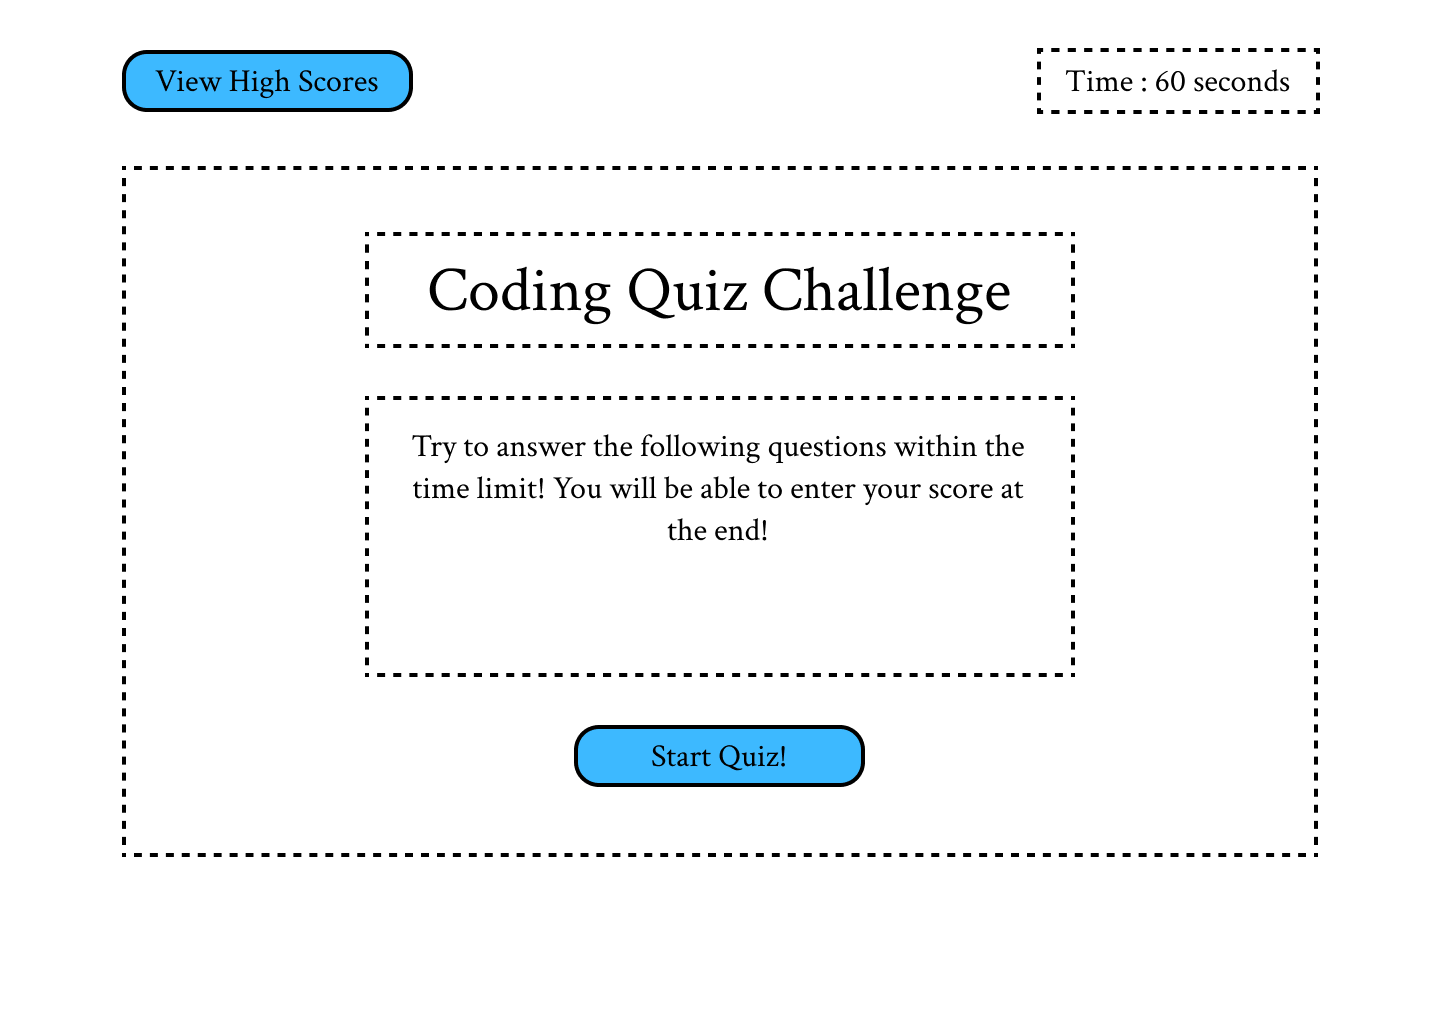 View High Scores
Time : 60 seconds
Coding Quiz Challenge
Try to answer the following questions within the
time limit! You will be able to enter your score at
the end!
Start Quiz!